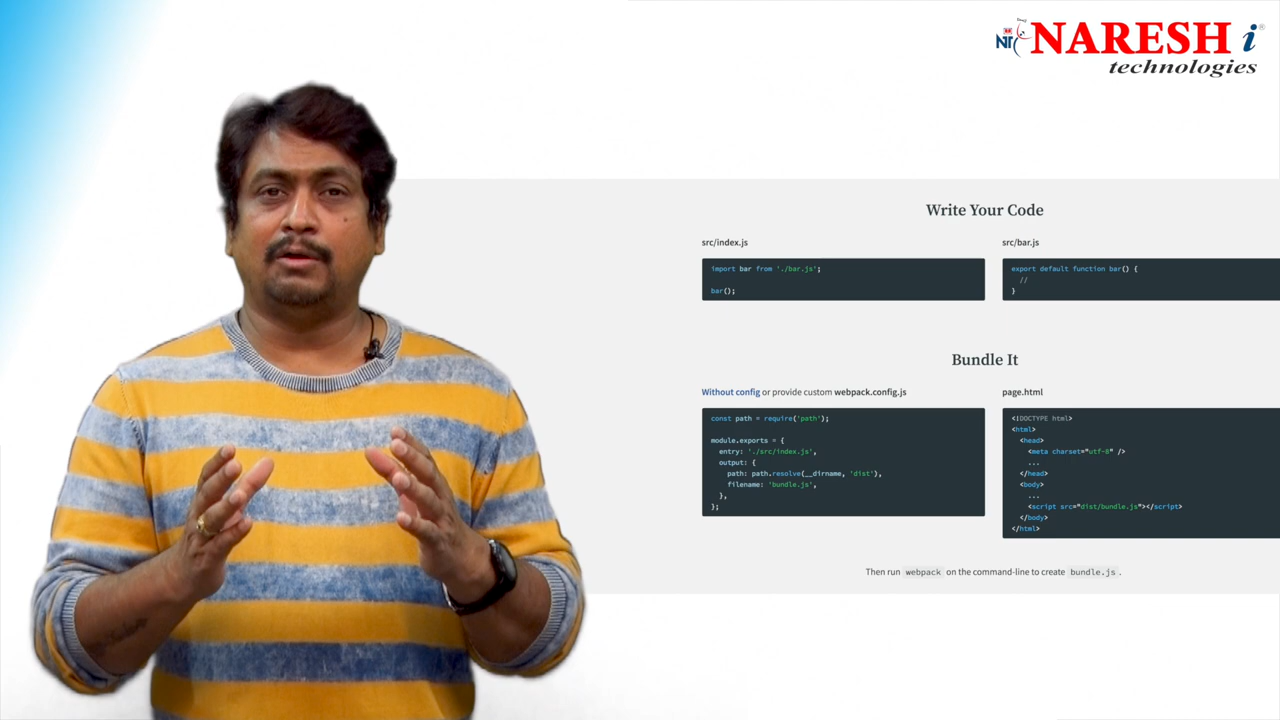 NT
NARESH i ®
technologies
Write Your Code
src/index.js
import bar from './bar.js';
bar();
src/bar.js
export default function bar() {
//
}
Bundle It
Without config or provide custom webpack.config.js
const path = require('path');
module.exports = {
entry: './src/index.js',
output: {
path: path.resolve(__dirname, 'dist'),
filename: 'bundle.js',
},
};
page.html
<!DOCTYPE html>
<html>
<head>
<meta charset="utf-8" />
...
</head>
<body>
...
<script src="dist/bundle.js"></script>
</body>
</html>
Then run webpack on the command-line to create bundle.js.